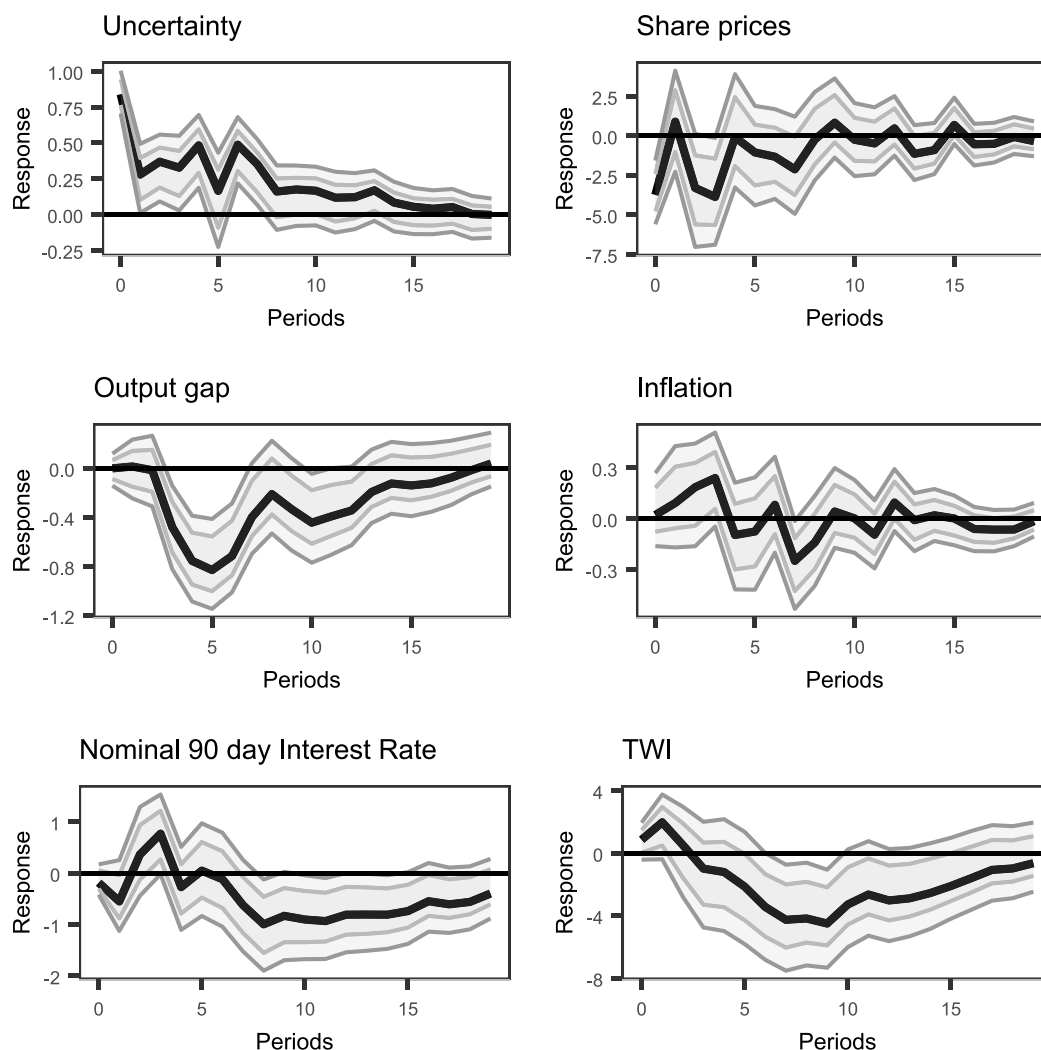 Uncertainty
Response
1.00
0.75
0.50
0.25
0.00
-0.25
0
5
10
15
Periods
Share prices
Response
2.5
0.0
-2.5
-5.0
-7.5
0
5
10
15
Periods
Output gap
Response
0.0
-0.4
-0.8
-1.2
0
5
10
15
Periods
Inflation
Response
0.3
0.0
-0.3
0
5
10
15
Periods
Nominal 90 day Interest Rate
Response
1
0
-1
-2
0
5
10
15
Periods
TWI
Response
4
0
-4
-8
0
5
10
15
Periods